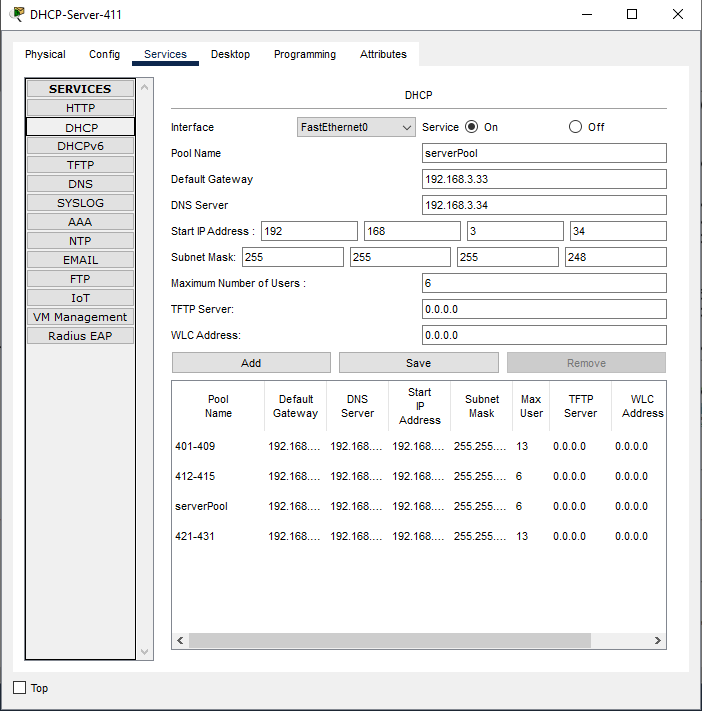 DHCP-Server-411
Physical Config Services Desktop Programming Attributes
SERVICES
HTTP
DHCP
DHCPv6
TFTP
DNS
SYSLOG
AAA
NTP
EMAIL
FTP
IoT
VM Management
Radius EAP
DHCP
Interface FastEthernet0 Service On Off
Pool Name serverPool
Default Gateway 192.168.3.33
DNS Server 192.168.3.34
Start IP Address : 192 168 3 34
Subnet Mask: 255 255 255 248
Maximum Number of Users : 6
TFTP Server: 0.0.0.0
WLC Address: 0.0.0.0
Add Save Remove
Pool Name Default Gateway DNS Server Start IP Address Subnet Mask Max User TFTP Server WLC Address
401-409 192.168.... 192.168.... 192.168.... 255.255.... 13 0.0.0.0 0.0.0.0
412-415 192.168.... 192.168.... 192.168.... 255.255.... 6 0.0.0.0 0.0.0.0
serverPool 192.168.... 192.168.... 192.168.... 255.255.... 6 0.0.0.0 0.0.0.0
421-431 192.168.... 192.168.... 192.168.... 255.255.... 13 0.0.0.0 0.0.0.0
Top